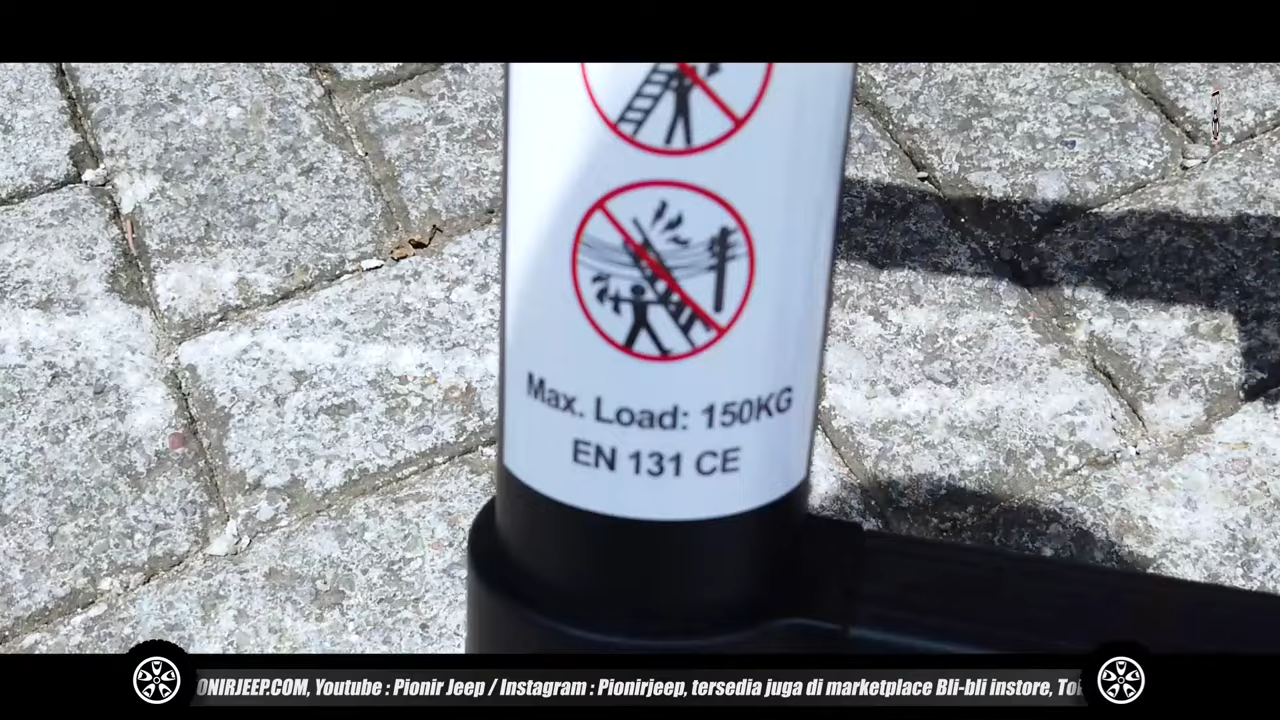 Max. Load: 150KG
EN 131 CE
ONIRJEEP.COM, Youtube : Pionir Jeep / Instagram : Pionirjeep, tersedia juga di marketplace Bli-bli instore,